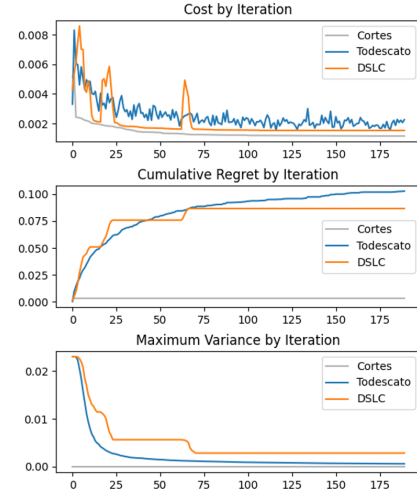 Cost by Iteration
0.008
0.006
0.004
0.002
Cortes
Todescato
DSLC
0 25 50 75 100 125 150 175
Cumulative Regret by Iteration
0.100
0.075
0.050
0.025
0.000
Cortes
Todescato
DSLC
0 25 50 75 100 125 150 175
Maximum Variance by Iteration
0.02
0.01
0.00
Cortes
Todescato
DSLC
0 25 50 75 100 125 150 175